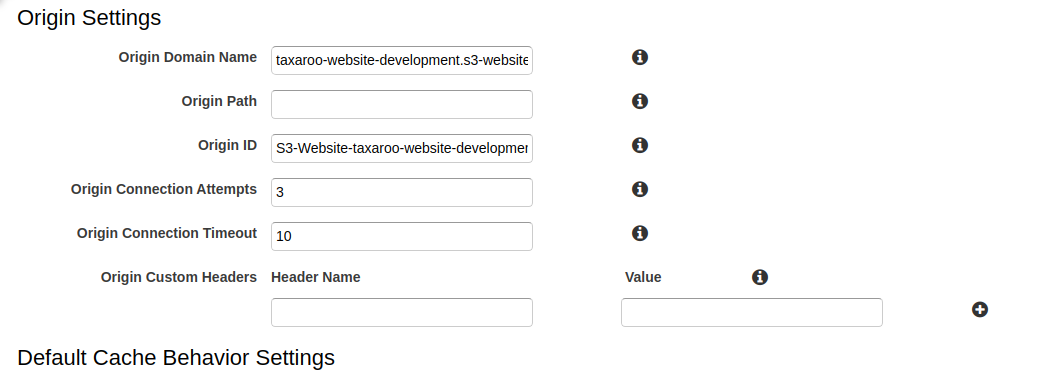 Origin Settings
Origin Domain Name taxaroo-website-development.s3-website
Origin Path
Origin ID S3-Website-taxaroo-website-developmen
Origin Connection Attempts 3
Origin Connection Timeout 10
Origin Custom Headers Header Name Value
Default Cache Behavior Settings